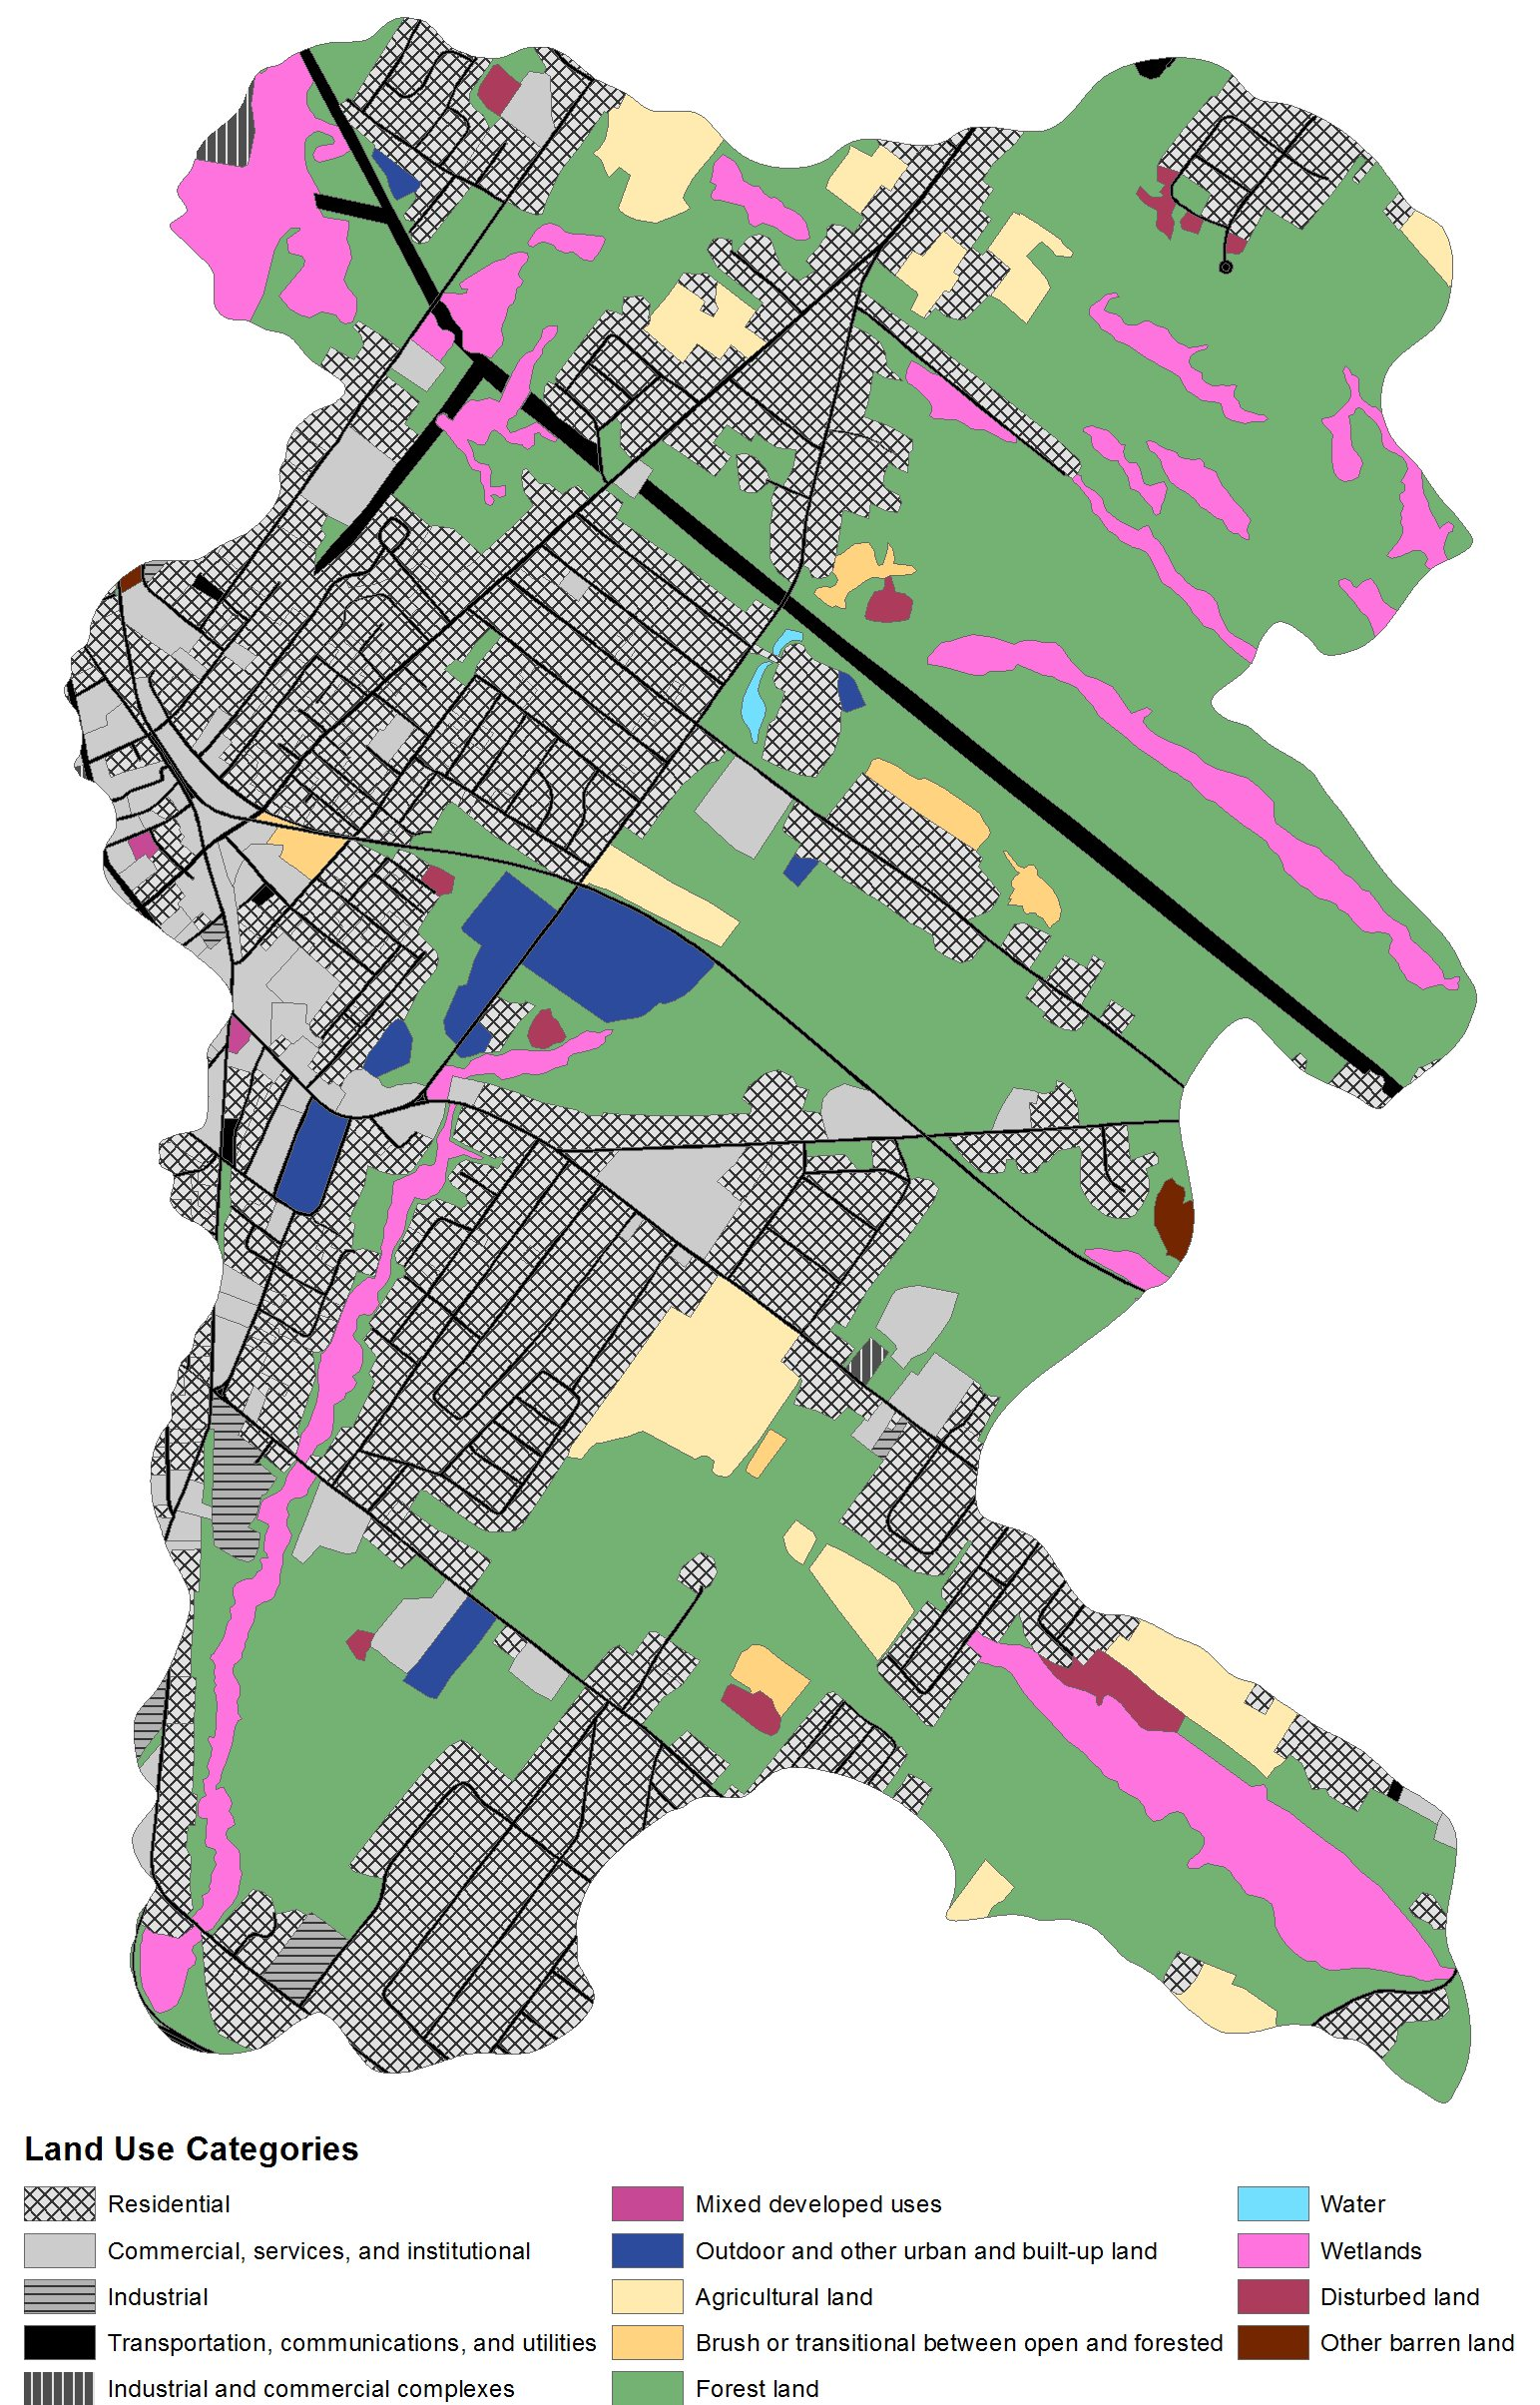 Land Use Categories
Residential
Commercial, services, and institutional
Industrial
Transportation, communications, and utilities
Industrial and commercial complexes
Mixed developed uses
Outdoor and other urban and built-up land
Agricultural land
Brush or transitional between open and forested
Forest land
Water
Wetlands
Disturbed land
Other barren land